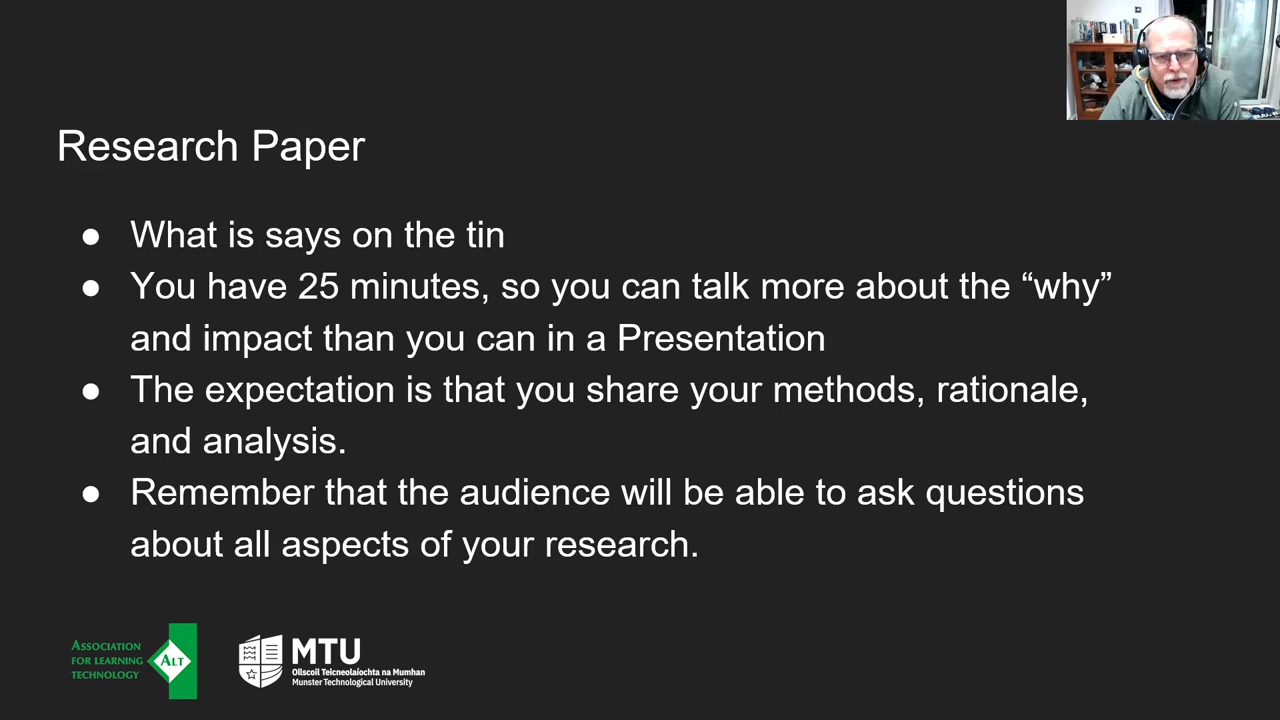 Research Paper
● What is says on the tin
● You have 25 minutes, so you can talk more about the “why”
and impact than you can in a Presentation
● The expectation is that you share your methods, rationale,
and analysis.
● Remember that the audience will be able to ask questions
about all aspects of your research.
ASSOCIATION
FOR LEARNING
TECHNOLOGY
ALT
MTU
Ollscoil Teicneolaíochta na Mumhan
Munster Technological University